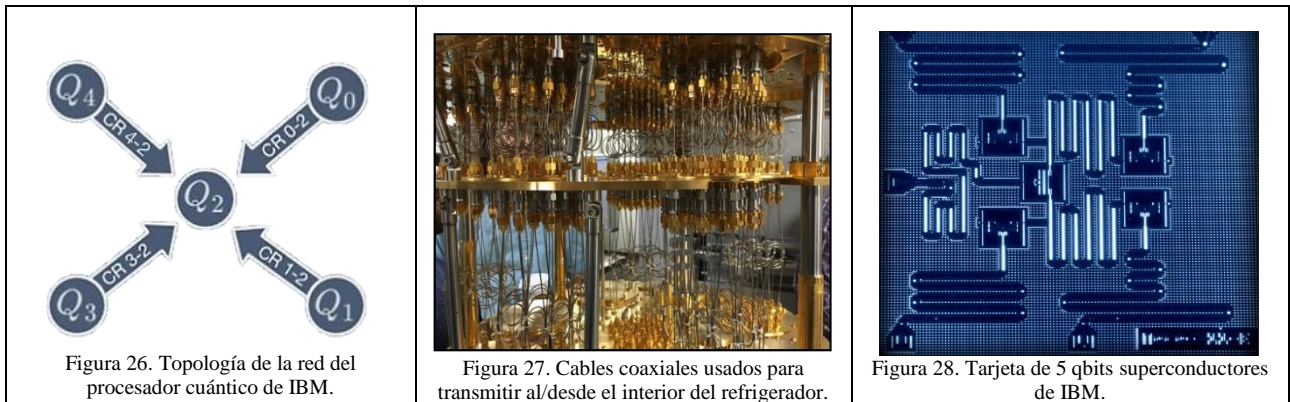 Q4
Q0
CR 4-2
CR 0-2
Q2
CR 3-2
CR 1-2
Q3
Q1
Figura 26. Topología de la red del
procesador cuántico de IBM.
Figura 27. Cables coaxiales usados para
transmitir al/desde el interior del refrigerador.
Figura 28. Tarjeta de 5 qbits superconductores
de IBM.